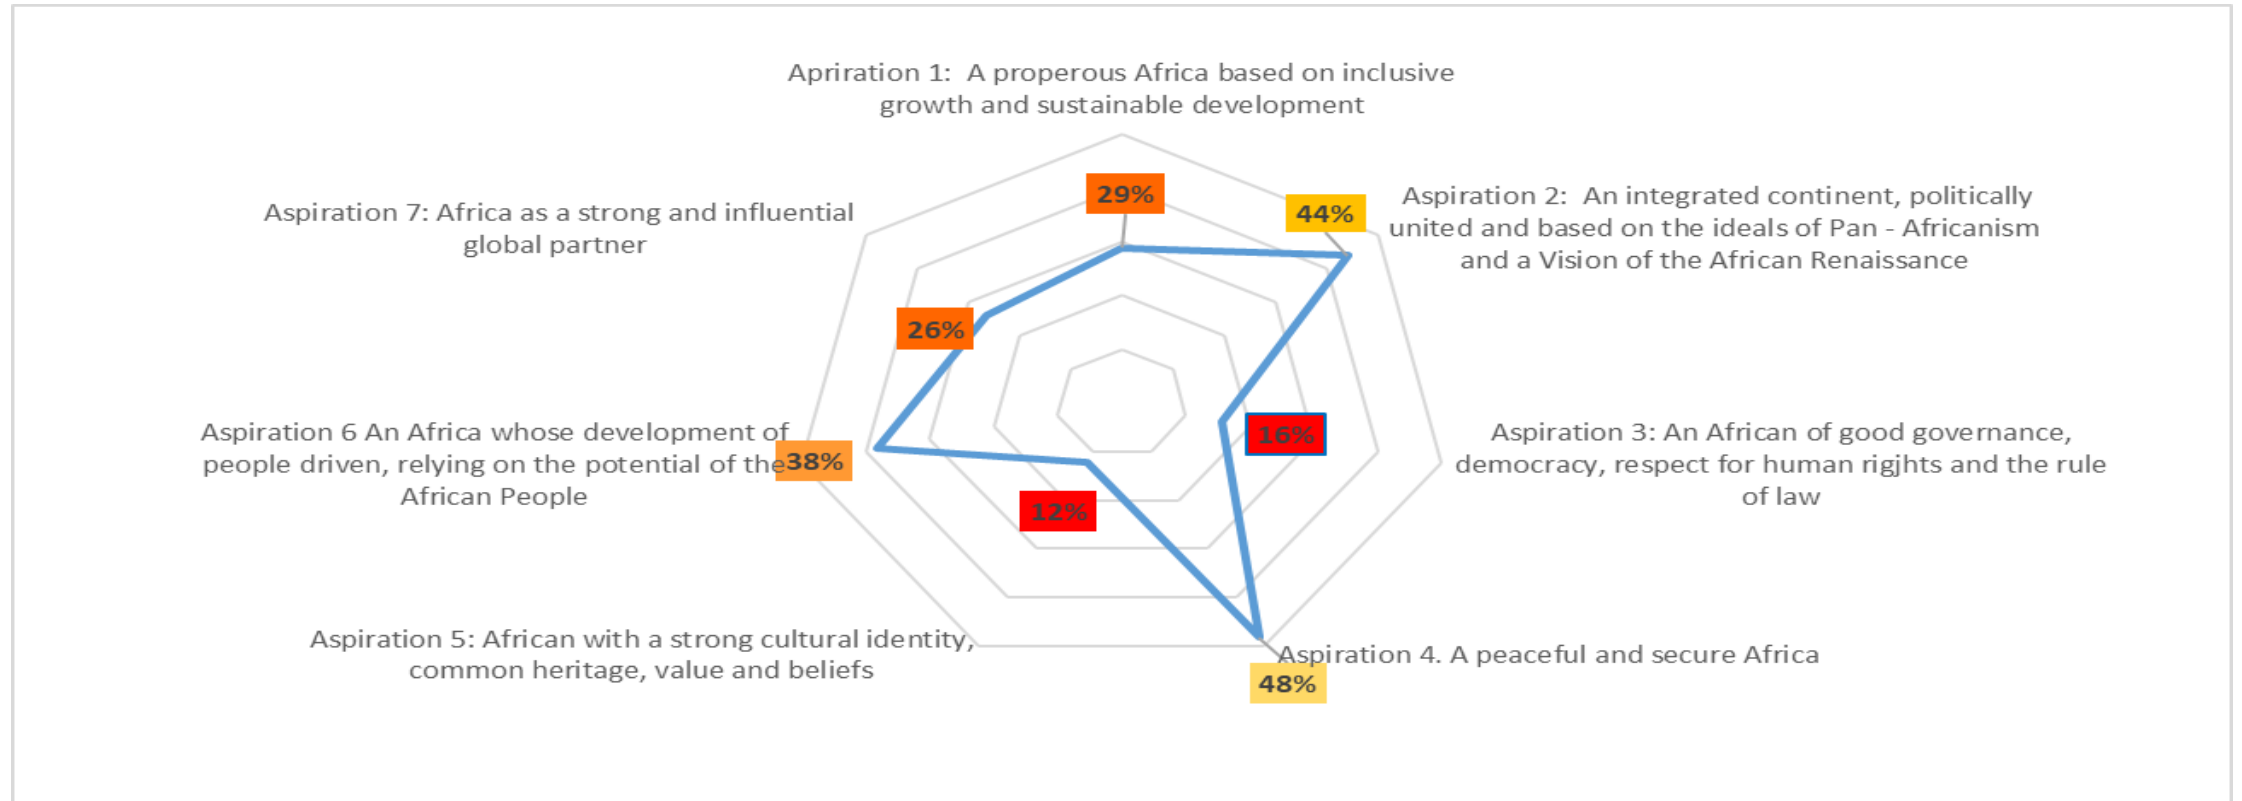 Apriration 1:  A properous Africa based on inclusive
growth and sustainable development
29%
44%
Aspiration 2:  An integrated continent, politically
united and based on the ideals of Pan - Africanism
and a Vision of the African Renaissance
Aspiration 7: Africa as a strong and influential
global partner
26%
16%
Aspiration 3: An African of good governance,
democracy, respect for human rigjhts and the rule
of law
Aspiration 6 An Africa whose development of
people driven, relying on the potential of the
African People
38%
12%
Aspiration 5: African with a strong cultural identity,
common heritage, value and beliefs
Aspiration 4. A peaceful and secure Africa
48%